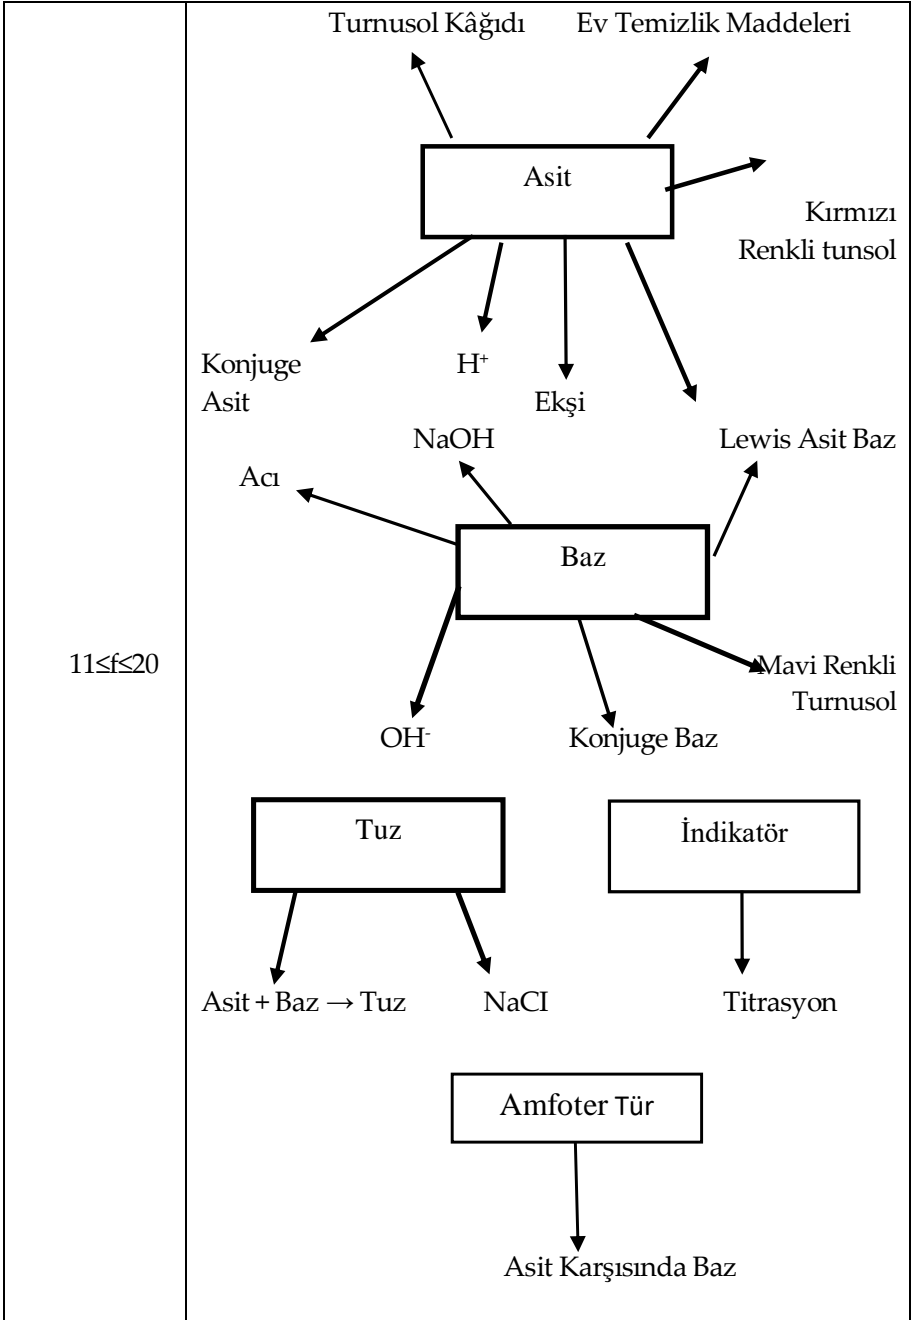 Turnusol Kâğıdı Ev Temizlik Maddeleri
Asit
Kırmızı
Renkli tunsol
Konjuge
Asit
H⁺
Ekşi
NaOH
Lewis Asit Baz
Acı
Baz
11≤f≤20
Mavi Renkli
Turnusol
OH⁻
Konjuge Baz
Tuz
İndikatör
Asit + Baz → Tuz
NaCI
Titrasyon
Amfoter Tür
Asit Karşısında Baz